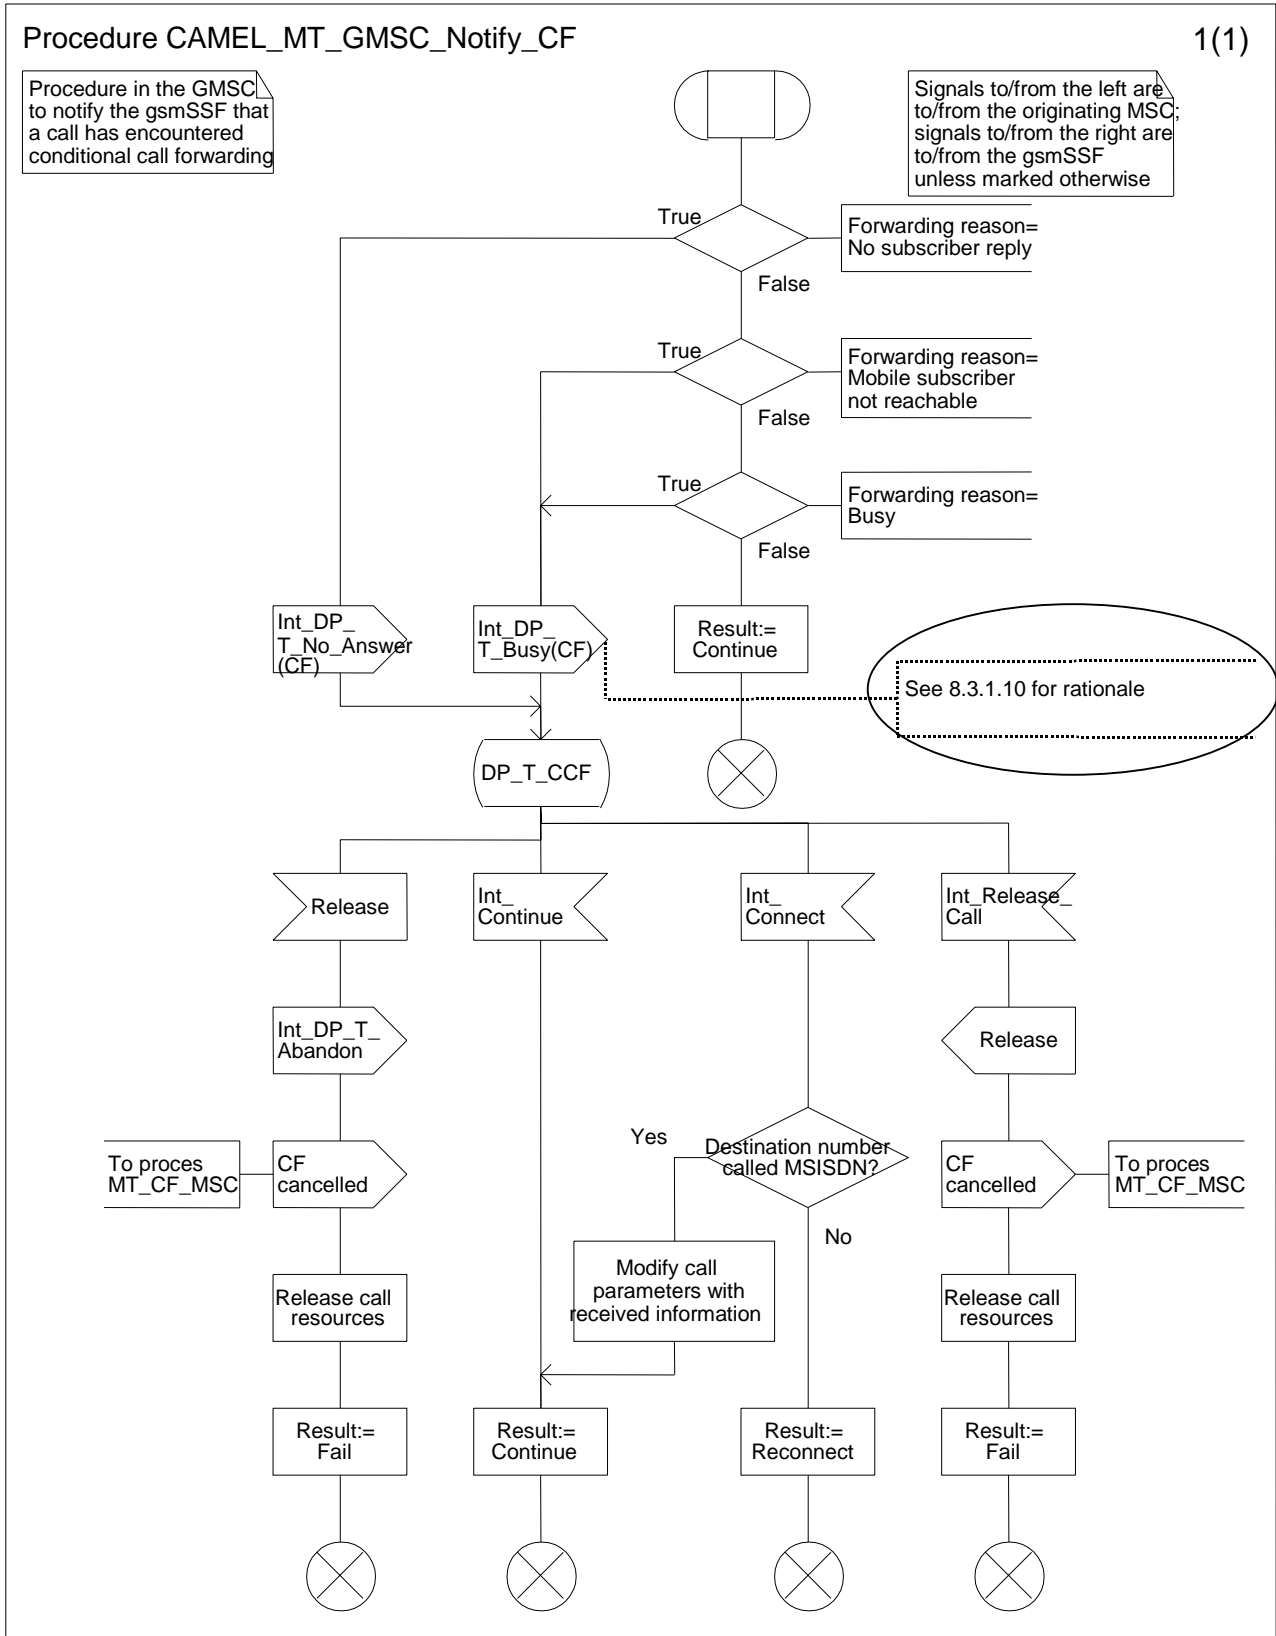 Procedure CAMEL_MT_GMSC_Notify_CF
1(1)
Procedure in the GMSC
to notify the gsmSSF that
a call has encountered
conditional call forwarding
Signals to/from the left are
to/from the originating MSC;
signals to/from the right are
to/from the gsmSSF
unless marked otherwise
True
Forwarding reason=
No subscriber reply
False
True
Forwarding reason=
Mobile subscriber
not reachable
False
True
Forwarding reason=
Busy
False
Int_DP_
T_No_Answer
(CF)
Int_DP_
T_Busy(CF)
Result:=
Continue
See 8.3.1.10 for rationale
DP_T_CCF
Release
Int_
Continue
Int_
Connect
Int_Release_
Call
Int_DP_T_
Abandon
Release
Yes
Destination number
called MSISDN?
To proces
MT_CF_MSC
CF
cancelled
CF
cancelled
To proces
MT_CF_MSC
No
Modify call
parameters with
received information
Release call
resources
Release call
resources
Result:=
Fail
Result:=
Continue
Result:=
Reconnect
Result:=
Fail